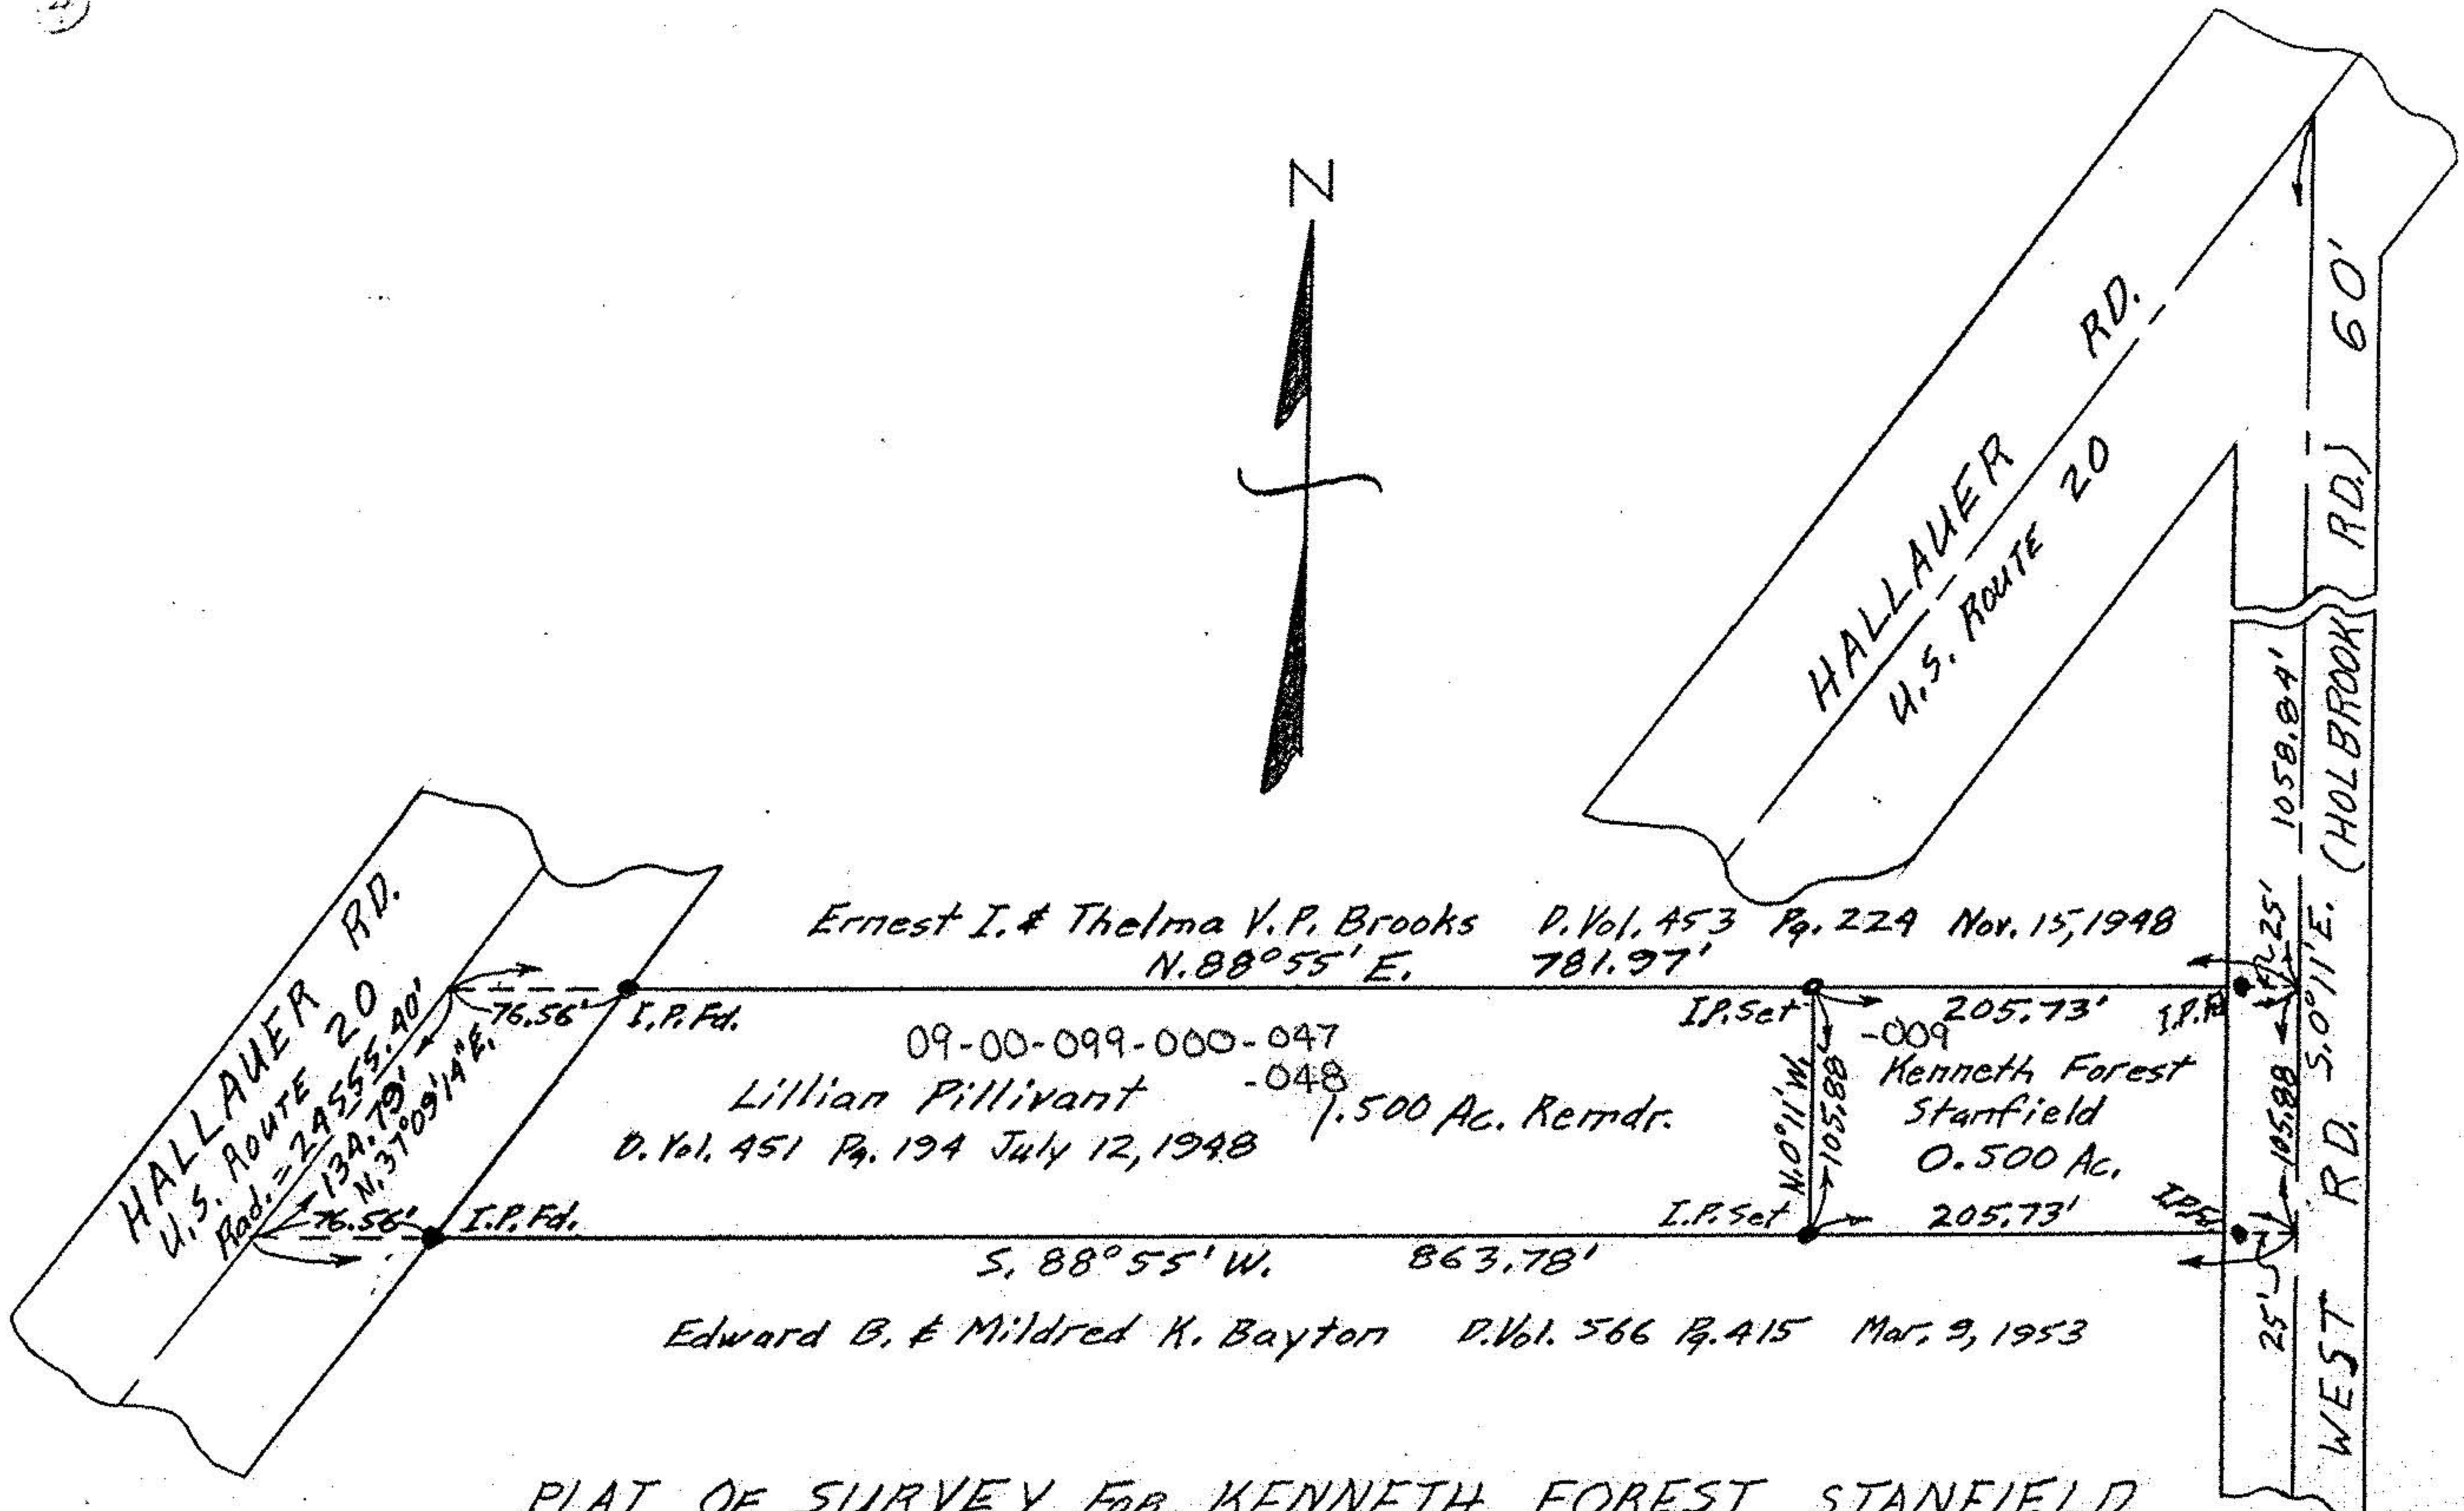 N
HALLAUER RD.
U.S. ROUTE 20
60'
WEST RD. S.0°11'E. (HOLBROOK RD.)
1058.84'
25'
105.88
25'
Ernest I. & Thelma V.P. Brooks D.Vol. 453 Pg. 224 Nov. 15, 1948
N.88°55'E. 781.97'
HALLAUER RD.
U.S. ROUTE 20
Rad. = 24555.40'
134.79'
N.37°09'14"E.
76.56' I.P.Fd.
I.P.Set 205.73' I.P.Fd
09-00-099-000-047
-048
-009
Lillian Pillivant 1.500 Ac. Remdr.
D.Vol. 451 Pg. 194 July 12, 1948
N.0°11'W.
105.88'
Kenneth Forest
Stanfield
0.500 Ac.
76.56' I.P.Fd.
I.P.Set 205.73' I.P.Fd
S. 88°55'W. 863.78'
Edward B. & Mildred K. Bayton D.Vol. 566 Pg. 415 Mar. 9, 1953
PLAT OF SURVEY FOR KENNETH FOREST STANFIELD